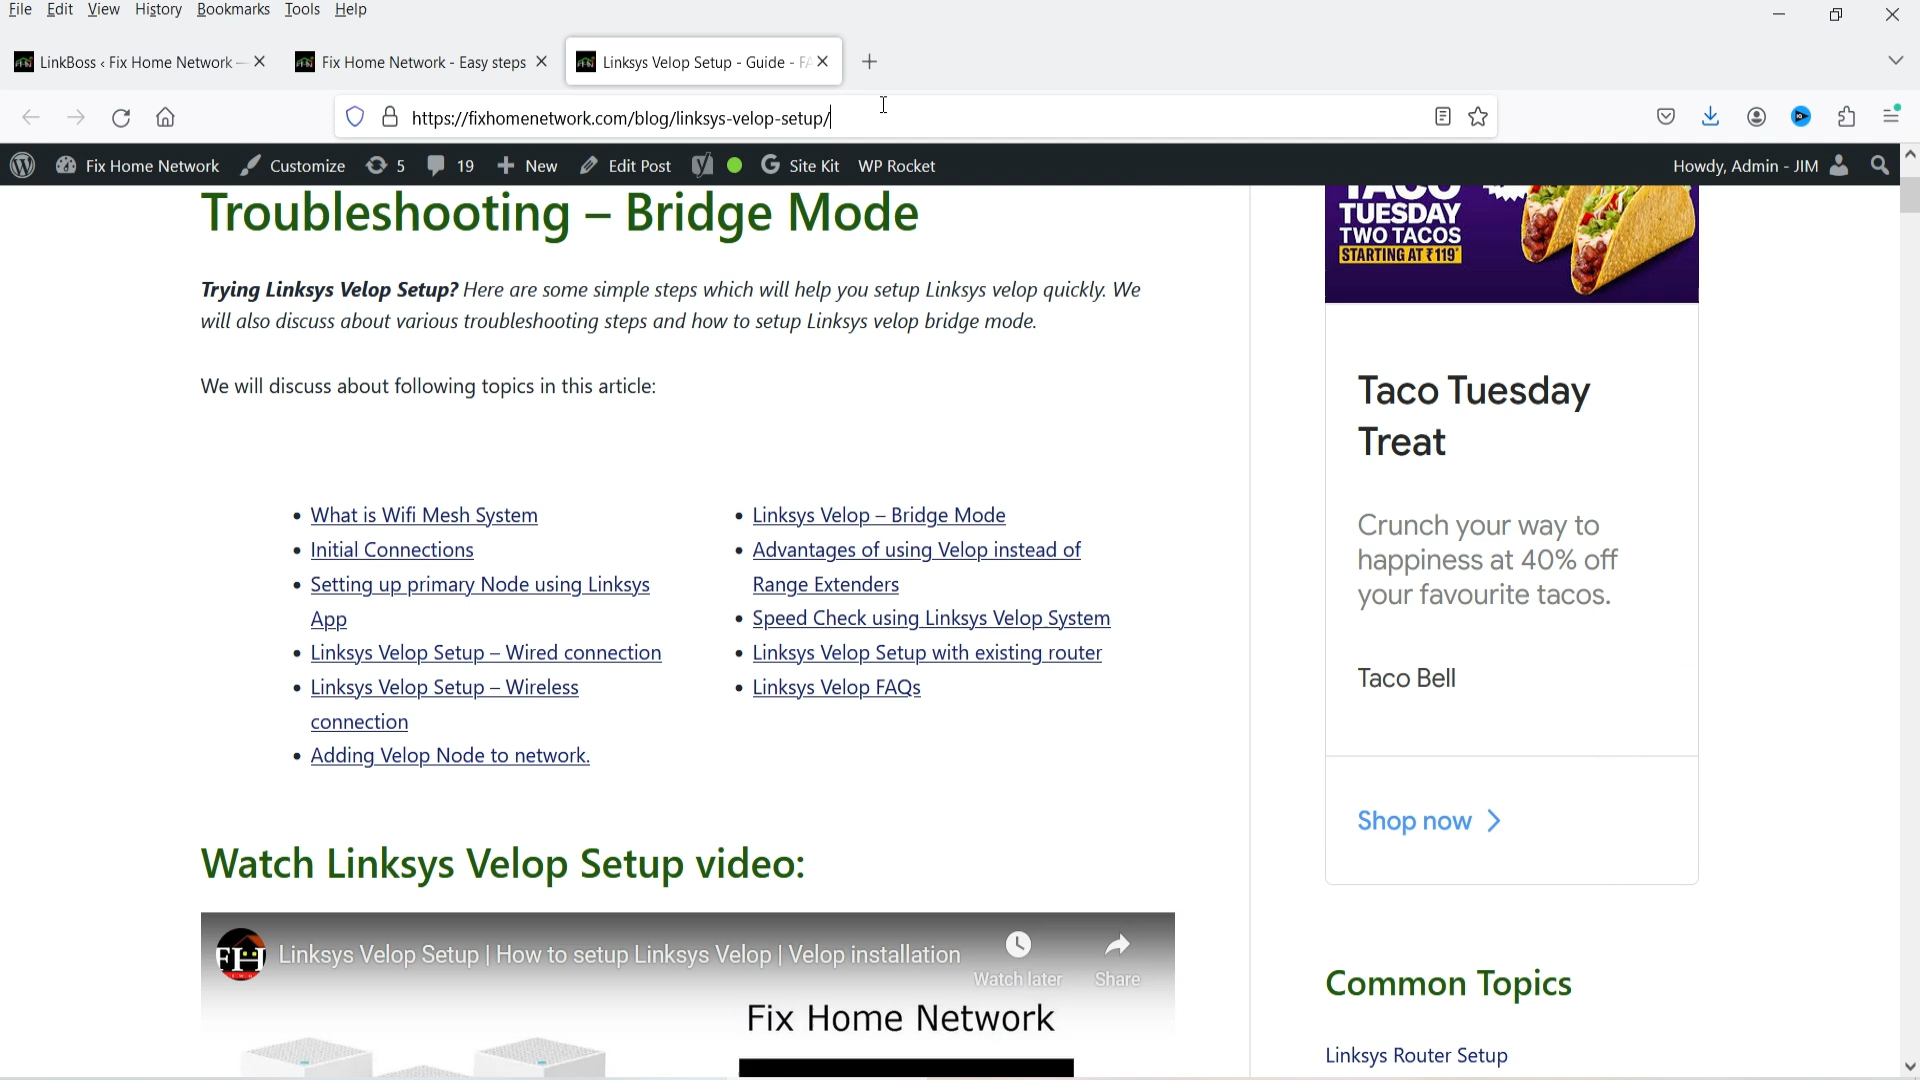 File Edit View History Bookmarks Tools Help
LinkBoss ‹ Fix Home Network —
Fix Home Network - Easy steps
Linksys Velop Setup - Guide - FA
https://fixhomenetwork.com/blog/linksys-velop-setup/
Fix Home Network Customize 5 19 New Edit Post Site Kit WP Rocket Howdy, Admin - JIM
Troubleshooting – Bridge Mode
Trying Linksys Velop Setup? Here are some simple steps which will help you setup Linksys velop quickly. We
will also discuss about various troubleshooting steps and how to setup Linksys velop bridge mode.
We will discuss about following topics in this article:
• What is Wifi Mesh System
• Initial Connections
• Setting up primary Node using Linksys
App
• Linksys Velop Setup – Wired connection
• Linksys Velop Setup – Wireless
connection
• Adding Velop Node to network.
• Linksys Velop – Bridge Mode
• Advantages of using Velop instead of
Range Extenders
• Speed Check using Linksys Velop System
• Linksys Velop Setup with existing router
• Linksys Velop FAQs
Watch Linksys Velop Setup video:
FH
Linksys Velop Setup | How to setup Linksys Velop | Velop installation
Watch later
Share
Fix Home Network
TACO
TUESDAY
TWO TACOS
STARTING AT ₹119*
Taco Tuesday
Treat
Crunch your way to
happiness at 40% off
your favourite tacos.
Taco Bell
Shop now
Common Topics
Linksys Router Setup